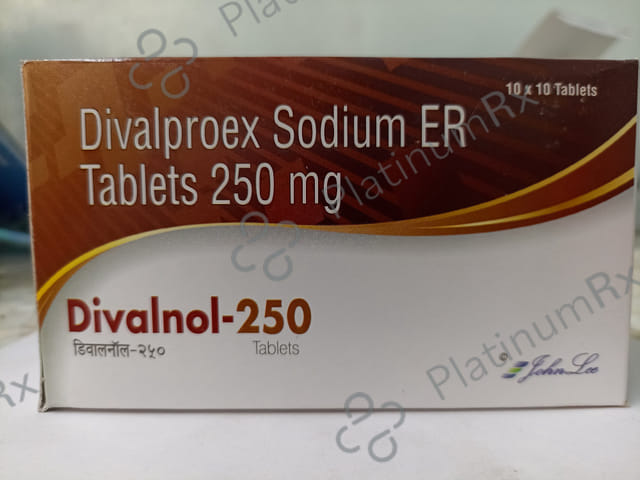 10 x 10 Tablets
Divalproex Sodium ER
Tablets 250 mg
Divalnol-250
डिवालनॉल-२५०
Tablets
John Lee
PlatinumRx
PlatinumRx
PlatinumRx
Rx